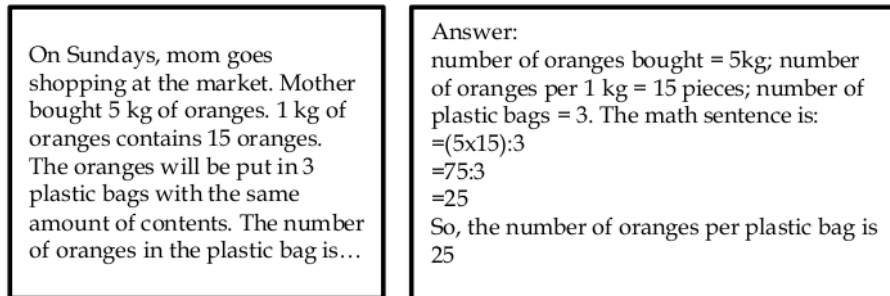 On Sundays, mom goes
shopping at the market. Mother
bought 5 kg of oranges. 1 kg of
oranges contains 15 oranges.
The oranges will be put in 3
plastic bags with the same
amount of contents. The number
of oranges in the plastic bag is…
Answer:
number of oranges bought = 5kg; number
of oranges per 1 kg = 15 pieces; number of
plastic bags = 3. The math sentence is:
=(5x15):3
=75:3
=25
So, the number of oranges per plastic bag is
25